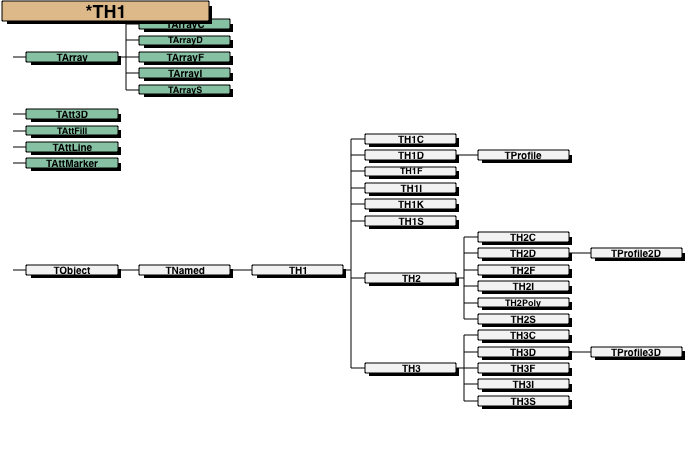 *TH1
TArrayC
TArrayD
TArray
TArrayF
TArrayI
TArrayS
TAtt3D
TAttFill
TAttLine
TAttMarker
TH1C
TH1D
TProfile
TH1F
TH1I
TH1K
TH1S
TH2C
TH2D
TProfile2D
TObject
TNamed
TH1
TH2
TH2F
TH2I
TH2Poly
TH2S
TH3C
TH3D
TProfile3D
TH3
TH3F
TH3I
TH3S